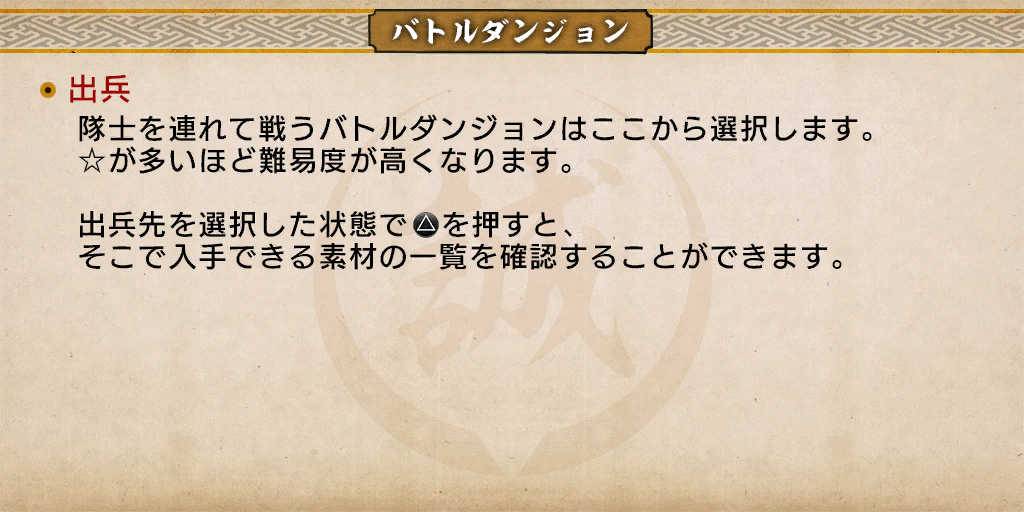 バトルダンジョン
出兵
隊士を連れて戦うバトルダンジョンはここから選択します。
☆が多いほど難易度が高くなります。
出兵先を選択した状態で△を押すと、
そこで入手できる素材の一覧を確認することができます。
誠